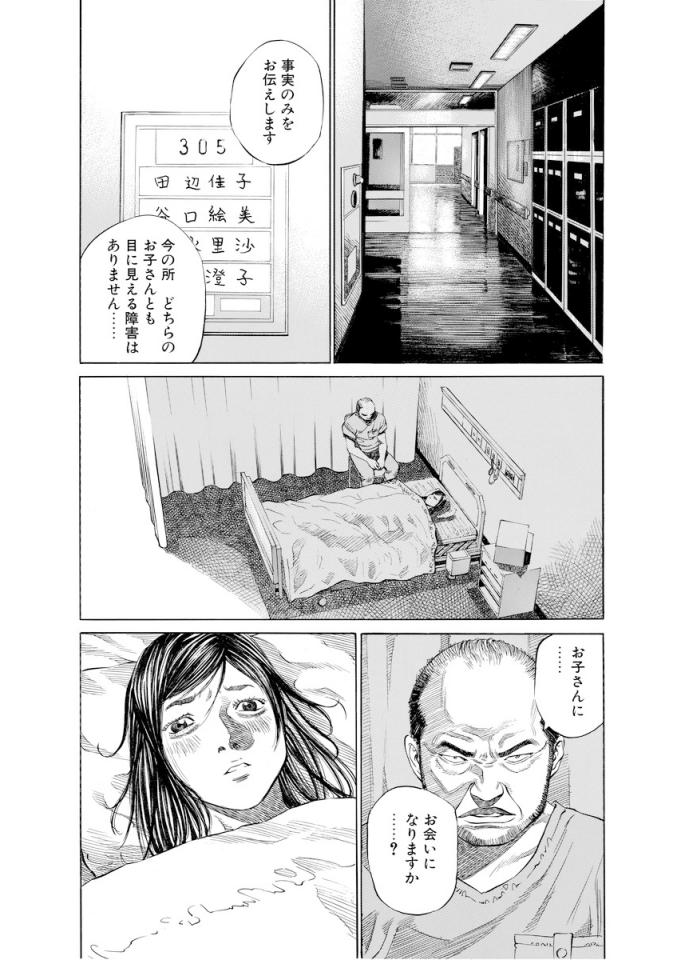 事実のみを
お伝えします
305
田辺佳子
谷口絵美
里沙
澄子
今の所 どちらの
お子さんとも
目に見える障害は
ありません……
お子さんに
……
お会いに
なりますか
……?